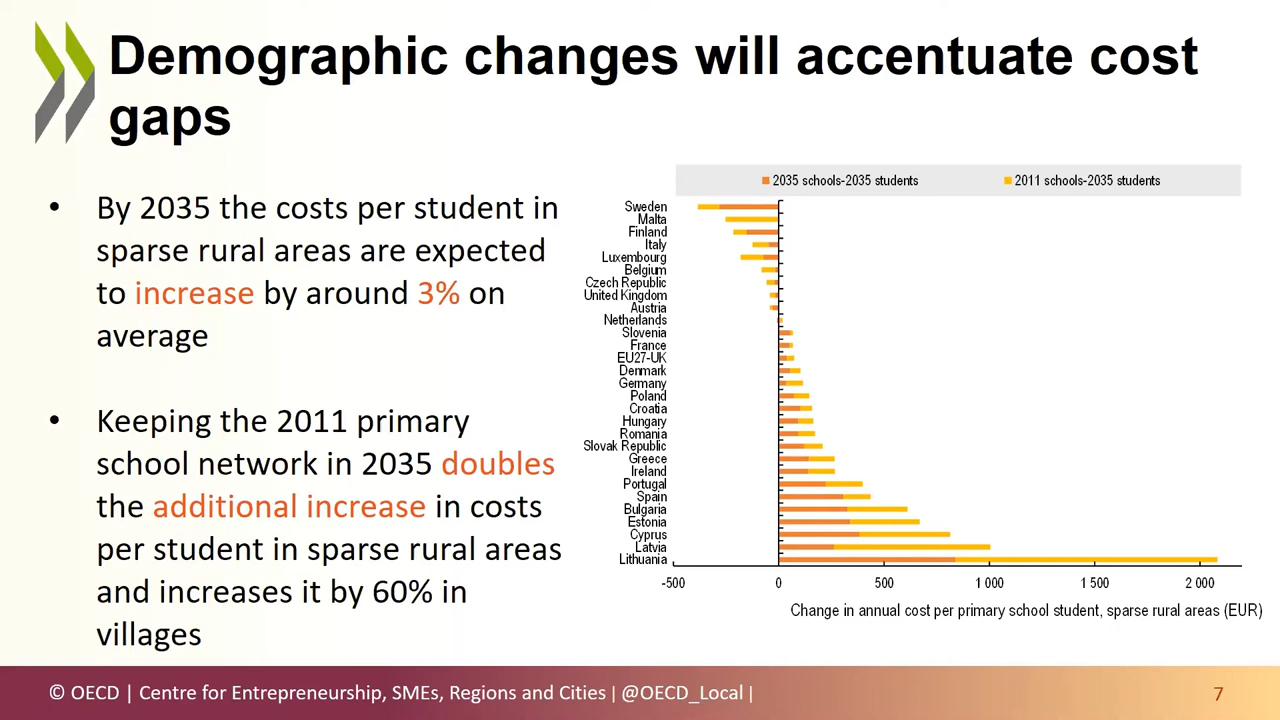 Demographic changes will accentuate cost
gaps
• By 2035 the costs per student in
sparse rural areas are expected
to increase by around 3% on
average
• Keeping the 2011 primary
school network in 2035 doubles
the additional increase in costs
per student in sparse rural areas
and increases it by 60% in
villages
2035 schools-2035 students
2011 schools-2035 students
Sweden
Malta
Finland
Italy
Luxembourg
Belgium
Czech Republic
United Kingdom
Austria
Netherlands
Slovenia
France
EU27-UK
Denmark
Germany
Poland
Croatia
Hungary
Romania
Slovak Republic
Greece
Ireland
Portugal
Spain
Bulgaria
Estonia
Cyprus
Latvia
Lithuania
-500 0 500 1 000 1 500 2 000
Change in annual cost per primary school student, sparse rural areas (EUR)
© OECD | Centre for Entrepreneurship, SMEs, Regions and Cities | @OECD_Local |
7